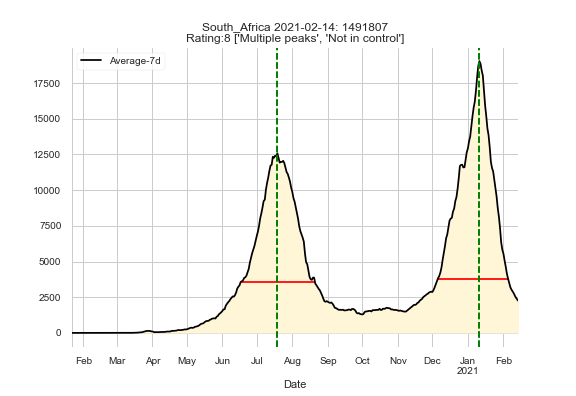 South_Africa 2021-02-14: 1491807
Rating:8 ['Multiple peaks', 'Not in control']
Average-7d
17500
15000
12500
10000
7500
5000
2500
0
Feb Mar Apr May Jun Jul Aug Sep Oct Nov Dec Jan Feb
2021
Date